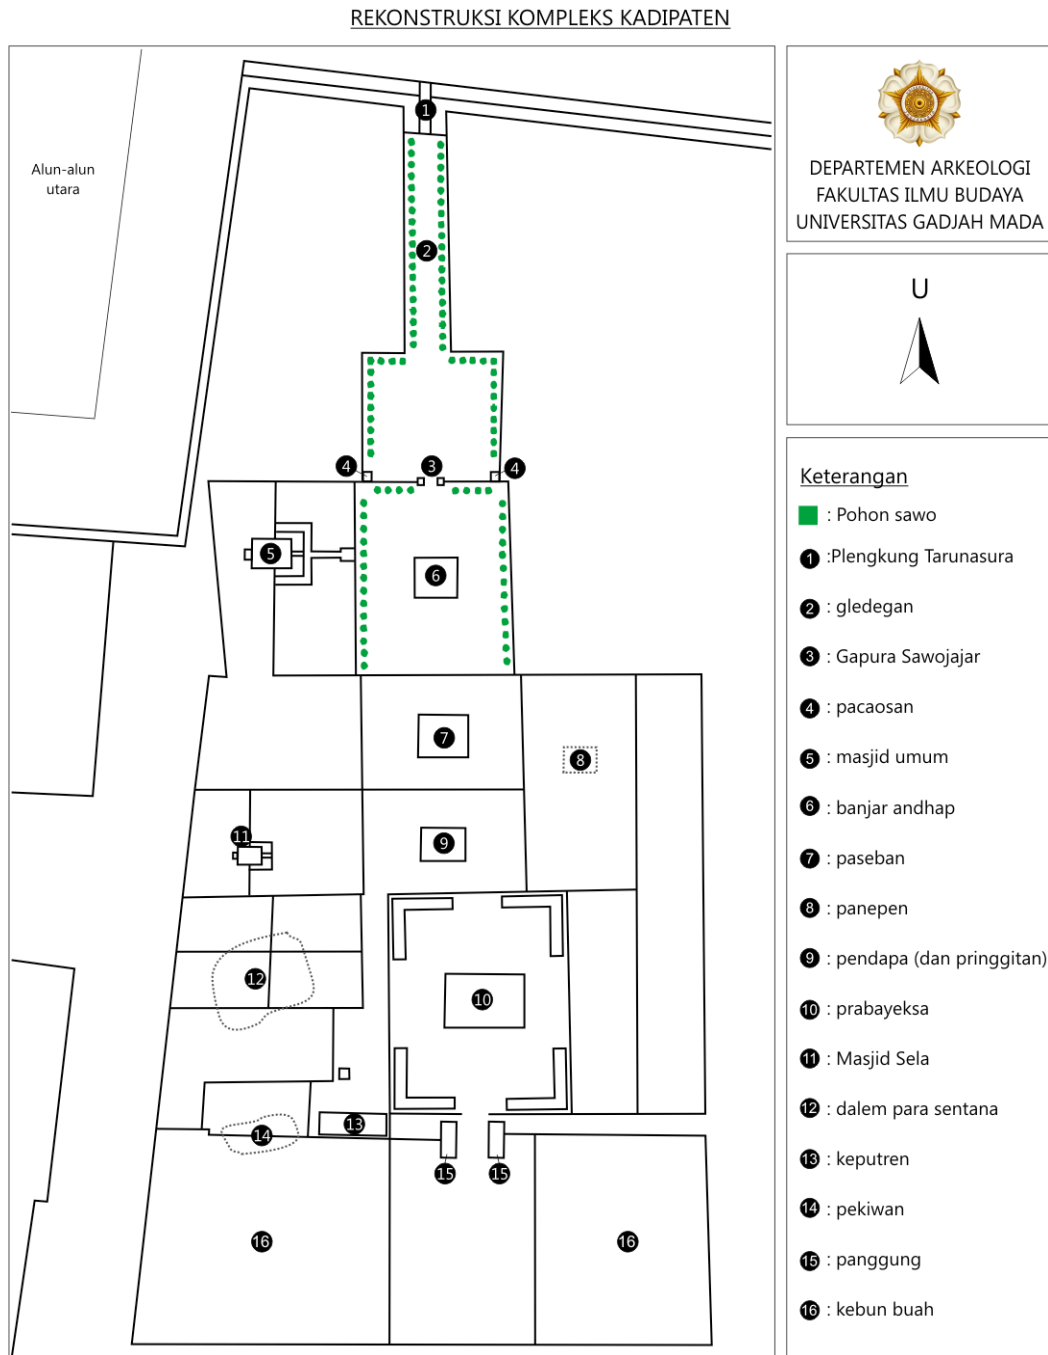 REKONSTRUKSI KOMPLEKS KADIPATEN
Alun-alun
utara
1
2
3
4
4
5
6
7
8
9
10
11
12
13
14
15
15
16
16
DEPARTEMEN ARKEOLOGI
FAKULTAS ILMU BUDAYA
UNIVERSITAS GADJAH MADA
U
Keterangan
: Pohon sawo
1 :Plengkung Tarunasura
2 : gledegan
3 : Gapura Sawojajar
4 : pacaosan
5 : masjid umum
6 : banjar andhap
7 : paseban
8 : panepen
9 : pendapa (dan pringgitan)
10 : prabayeksa
11 : Masjid Sela
12 : dalem para sentana
13 : keputren
14 : pekiwan
15 : panggung
16 : kebun buah